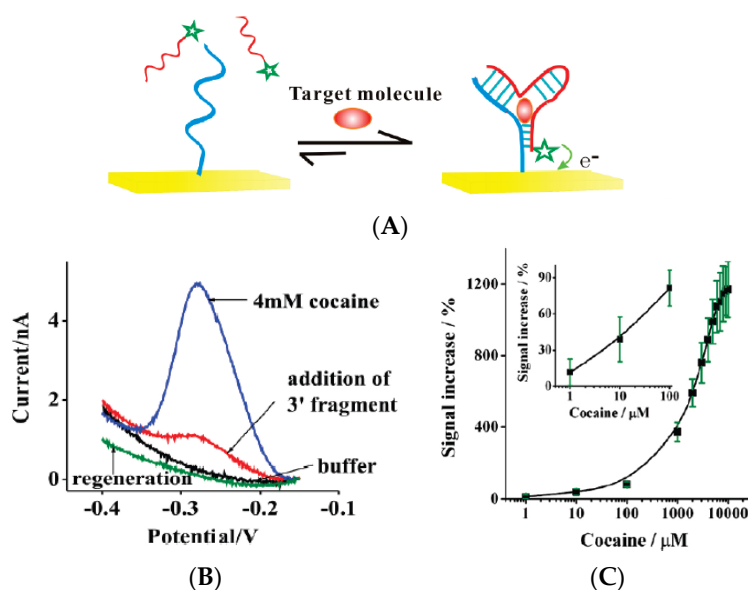 Target molecule
e-
(A)
4mM cocaine
addition of
3' fragment
buffer
regeneration
Current/nA
4
2
0
-0.4
-0.3
-0.2
-0.1
Potential/V
(B)
Signal increase / %
1200
800
400
0
1
10
100
1000
10000
Cocaine / μM
Signal increase / %
90
60
30
0
1
10
100
Cocaine / μM
(C)